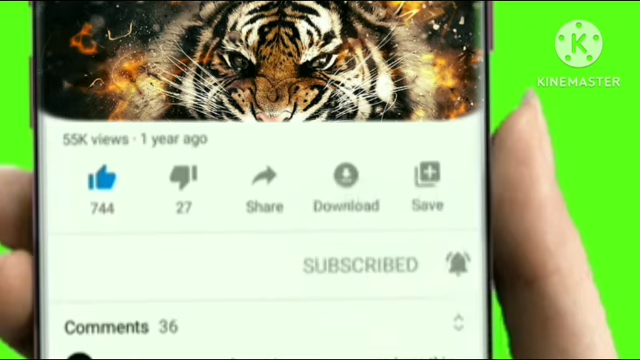 KINEMASTER
55K views · 1 year ago
744 27 Share Download Save
SUBSCRIBED
Comments 36